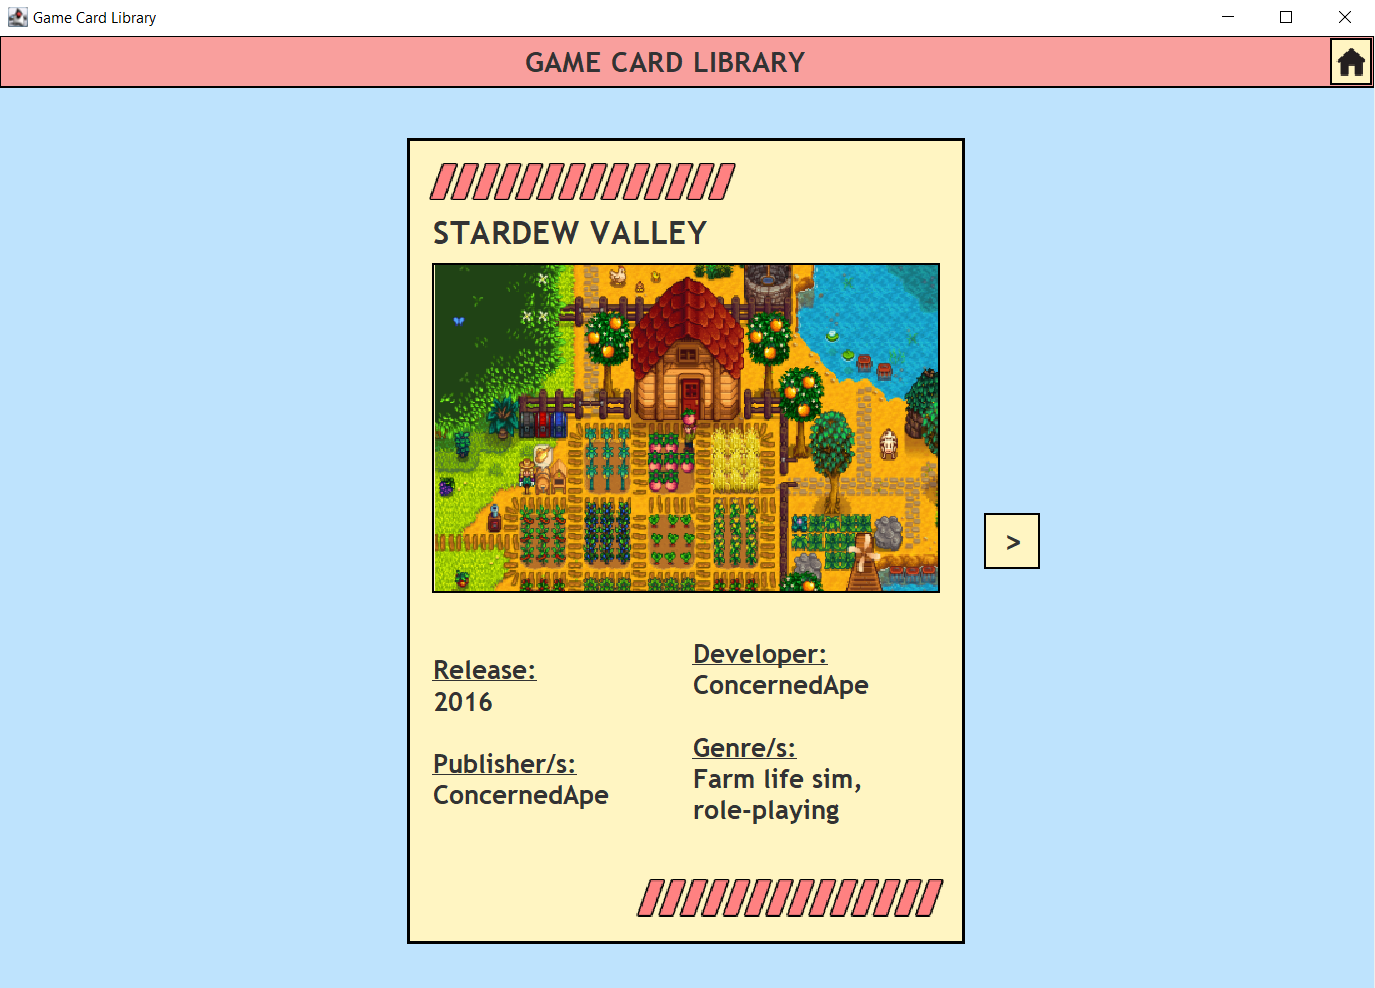 Game Card Library
GAME CARD LIBRARY
STARDEW VALLEY
Release:
2016
Publisher/s:
ConcernedApe
Developer:
ConcernedApe
Genre/s:
Farm life sim,
role-playing
>